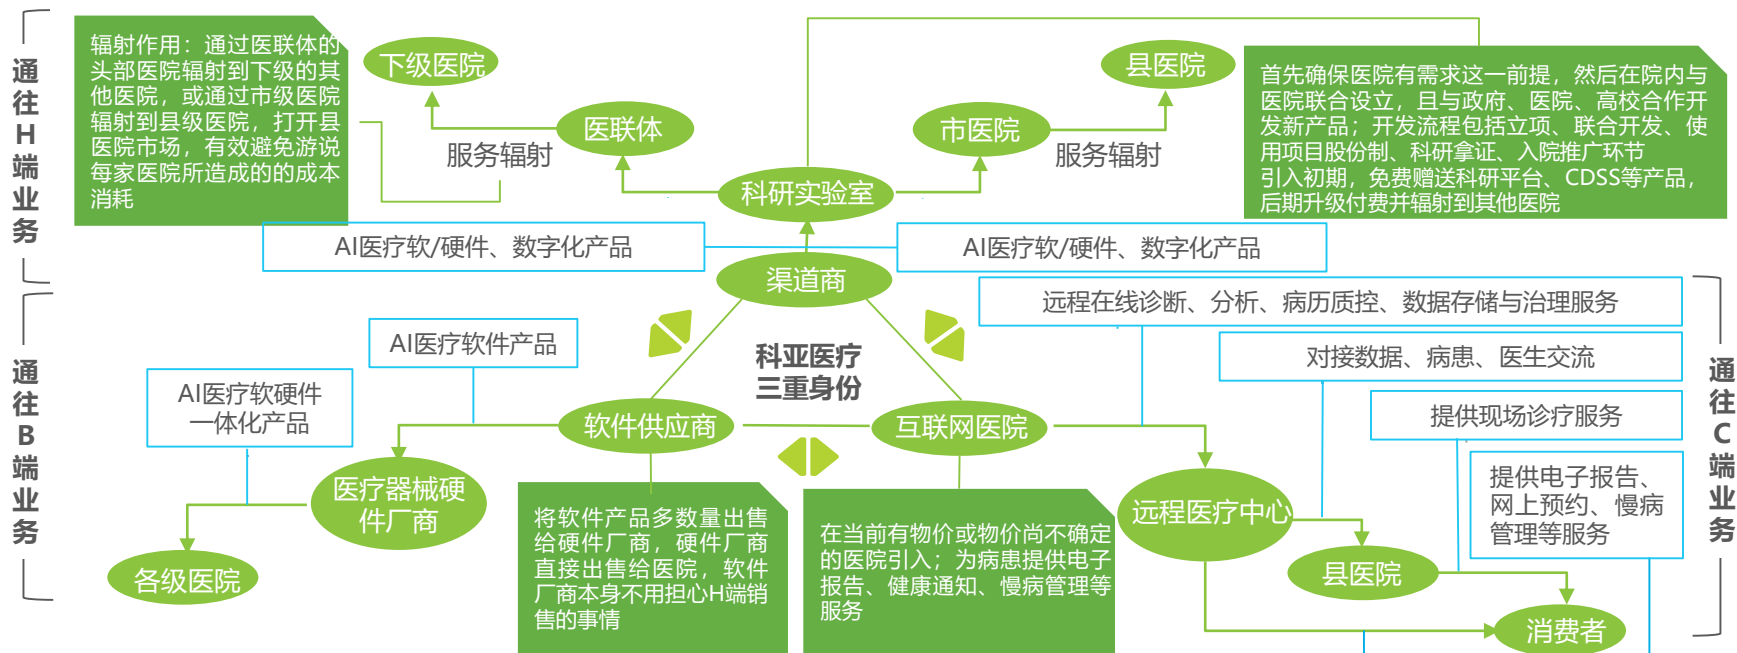 通往H端业务
辐射作用：通过医联体的
头部医院辐射到下级的其
他医院，或通过市级医院
辐射到县级医院，打开县
医院市场，有效避免游说
每家医院所造成的的成本
消耗
下级医院
医联体
服务辐射
县医院
市医院
服务辐射
科研实验室
首先确保医院有需求这一前提，然后在院内与
医院联合设立，且与政府、医院、高校合作开
发新产品；开发流程包括立项、联合开发、使
用项目股份制、科研拿证、入院推广环节
引入初期，免费赠送科研平台、CDSS等产品，
后期升级付费并辐射到其他医院
AI医疗软/硬件、数字化产品
AI医疗软/硬件、数字化产品
渠道商
科亚医疗
三重身份
通往B端业务
AI医疗软件产品
AI医疗软硬件
一体化产品
软件供应商
医疗器械硬
件厂商
各级医院
将软件产品多数量出售
给硬件厂商，硬件厂商
直接出售给医院，软件
厂商本身不用担心H端销
售的事情
互联网医院
在当前有物价或物价尚不确定
的医院引入；为病患提供电子
报告、健康通知、慢病管理等
服务
通往C端业务
远程在线诊断、分析、病历质控、数据存储与治理服务
对接数据、病患、医生交流
提供现场诊疗服务
提供电子报告、
网上预约、慢病
管理等服务
远程医疗中心
县医院
消费者